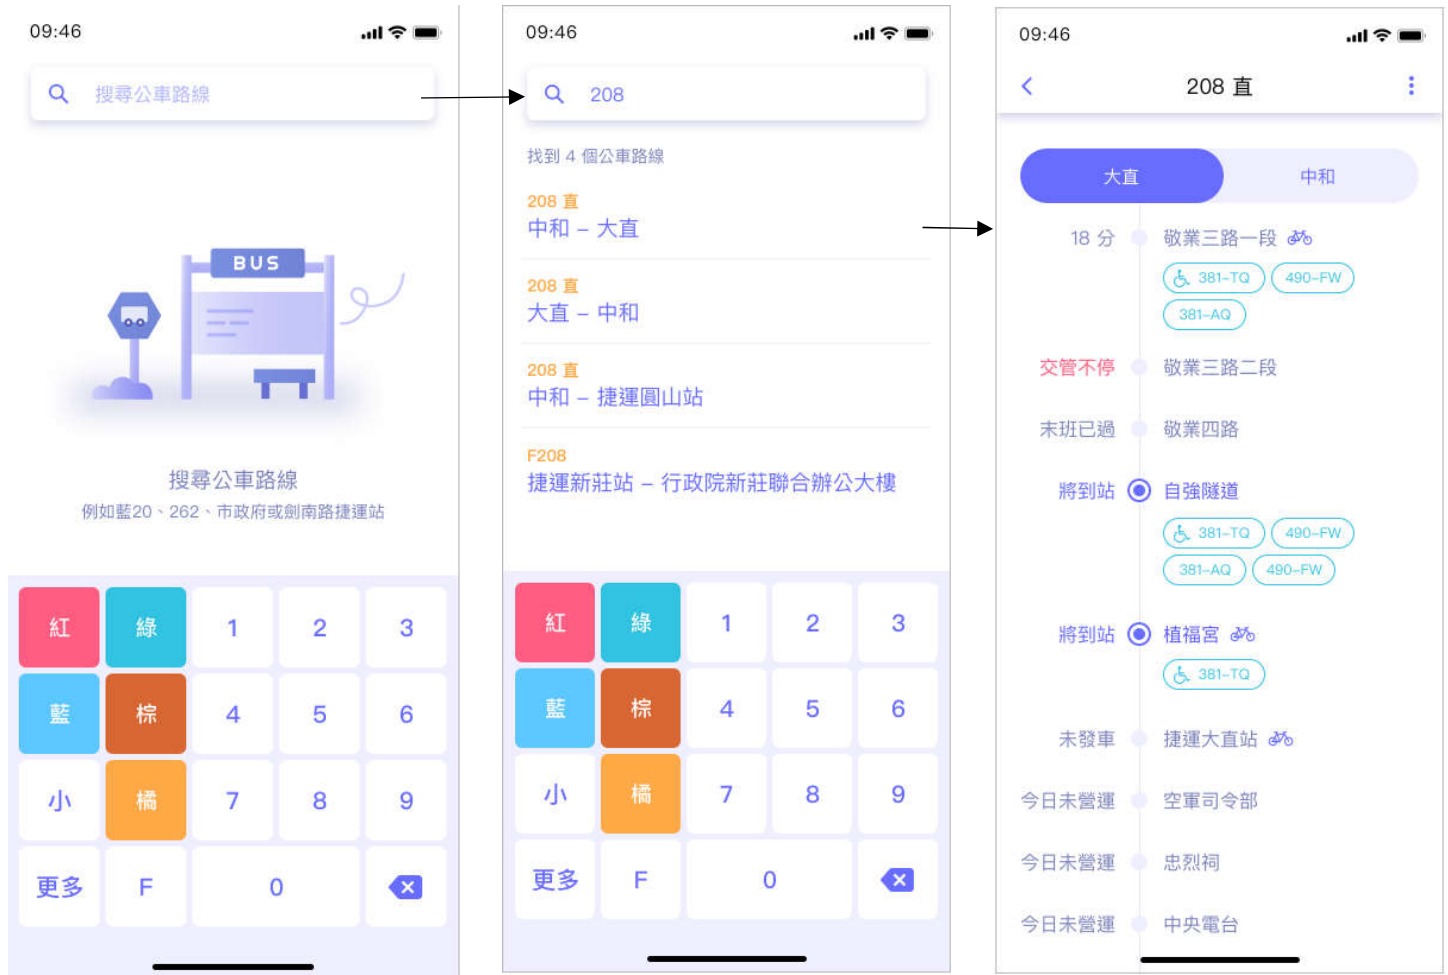 09:46
搜尋公車路線
BUS
搜尋公車路線
例如藍20、262、市政府或劍南路捷運站
紅 綠 1 2 3
藍 棕 4 5 6
小 橘 7 8 9
更多 F 0
09:46
208
找到 4 個公車路線
208 直
中和 – 大直
208 直
大直 – 中和
208 直
中和 – 捷運圓山站
F208
捷運新莊站 – 行政院新莊聯合辦公大樓
紅 綠 1 2 3
藍 棕 4 5 6
小 橘 7 8 9
更多 F 0
09:46
208 直
大直 中和
18 分 敬業三路一段
381-TQ 490-FW
381-AQ
交管不停 敬業三路二段
末班已過 敬業四路
將到站 自強隧道
381-TQ 490-FW
381-AQ 490-FW
將到站 植福宮
381-TQ
未發車 捷運大直站
今日未營運 空軍司令部
今日未營運 忠烈祠
今日未營運 中央電台